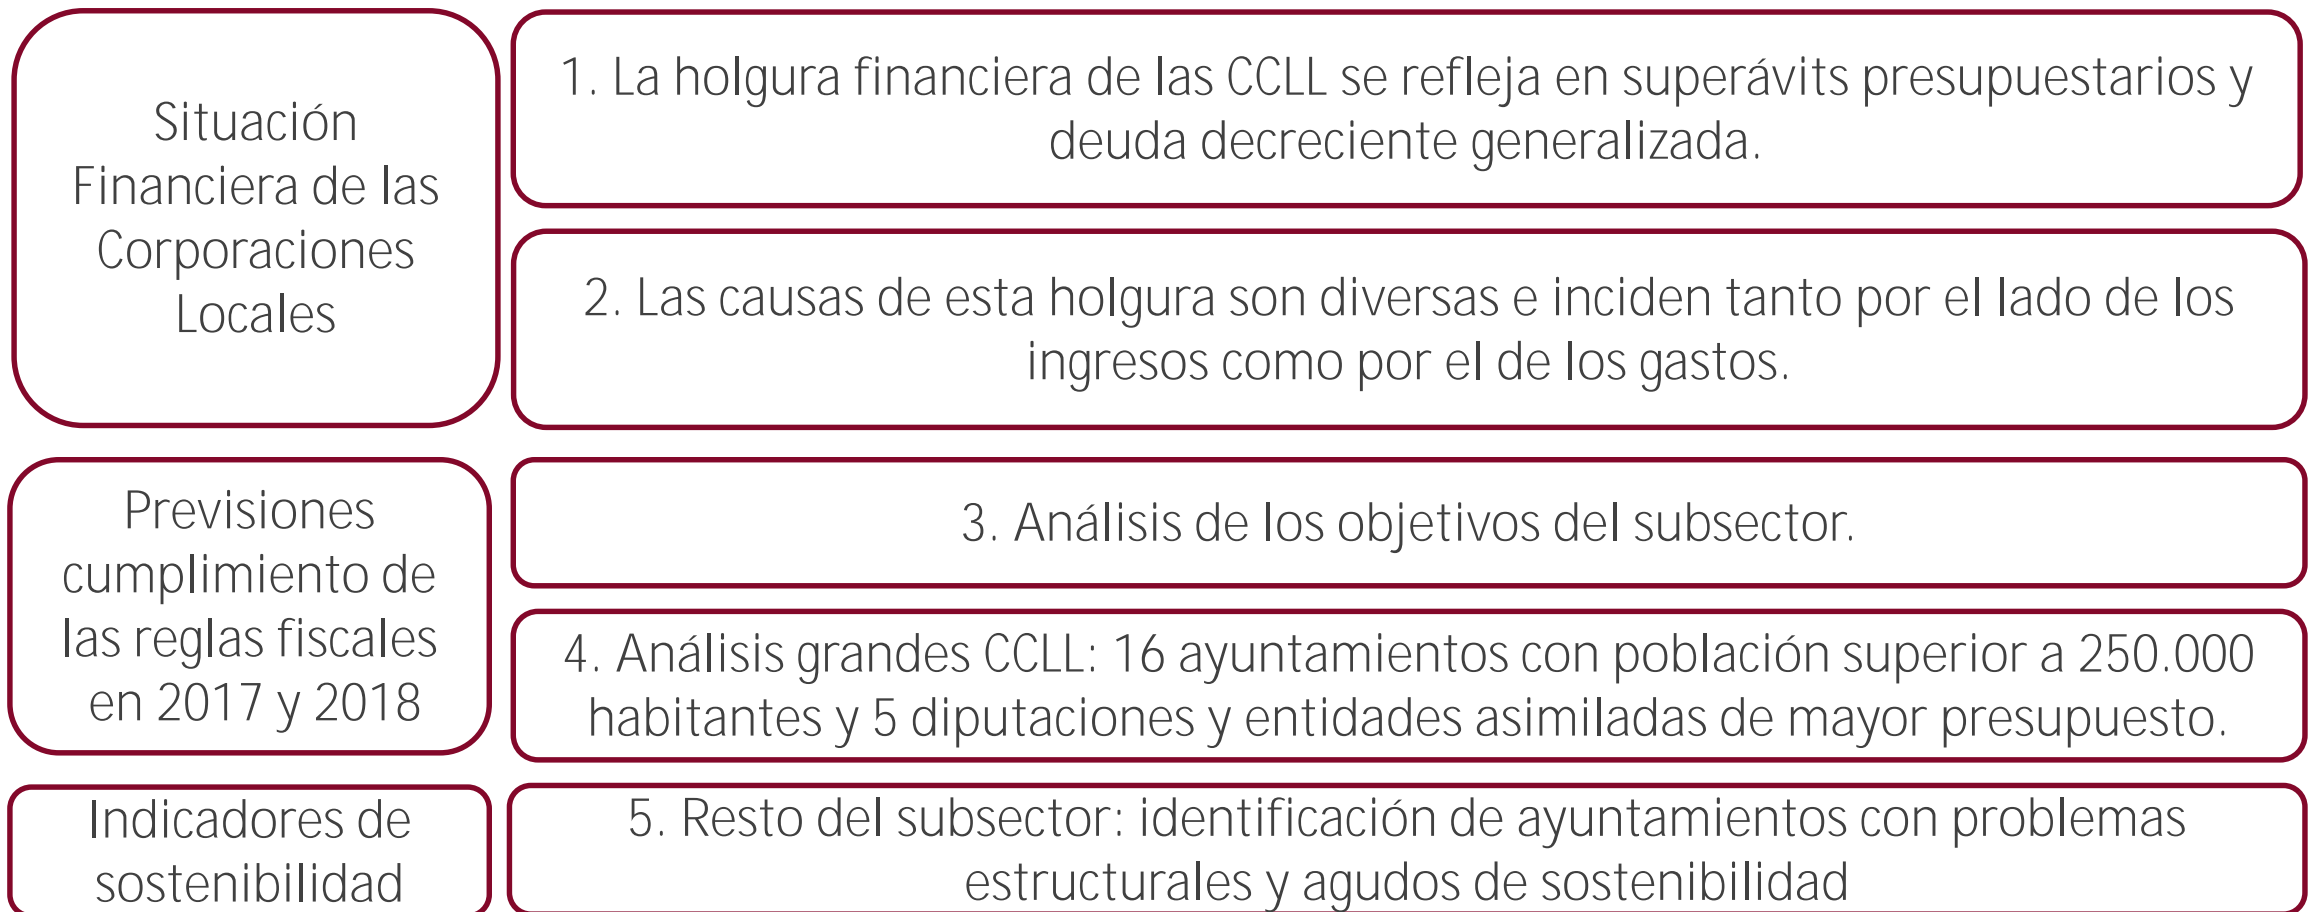 Situación
Financiera de las
Corporaciones
Locales
1. La holgura financiera de las CCLL se refleja en superávits presupuestarios y
deuda decreciente generalizada.
2. Las causas de esta holgura son diversas e inciden tanto por el lado de los
ingresos como por el de los gastos.
Previsiones
cumplimiento de
las reglas fiscales
en 2017 y 2018
3. Análisis de los objetivos del subsector.
4. Análisis grandes CCLL: 16 ayuntamientos con población superior a 250.000
habitantes y 5 diputaciones y entidades asimiladas de mayor presupuesto.
Indicadores de
sostenibilidad
5. Resto del subsector: identificación de ayuntamientos con problemas
estructurales y agudos de sostenibilidad